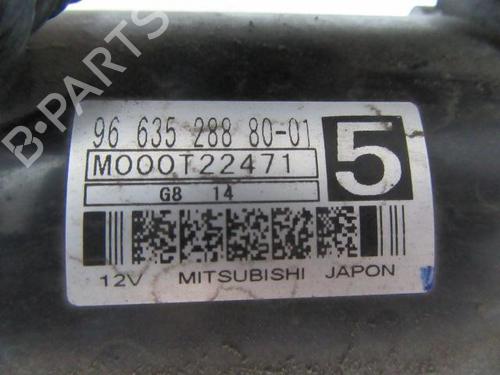 B-PARTS
96 635 288 80-01
M000T22471
5
G8 14
12V MITSUBISHI JAPON